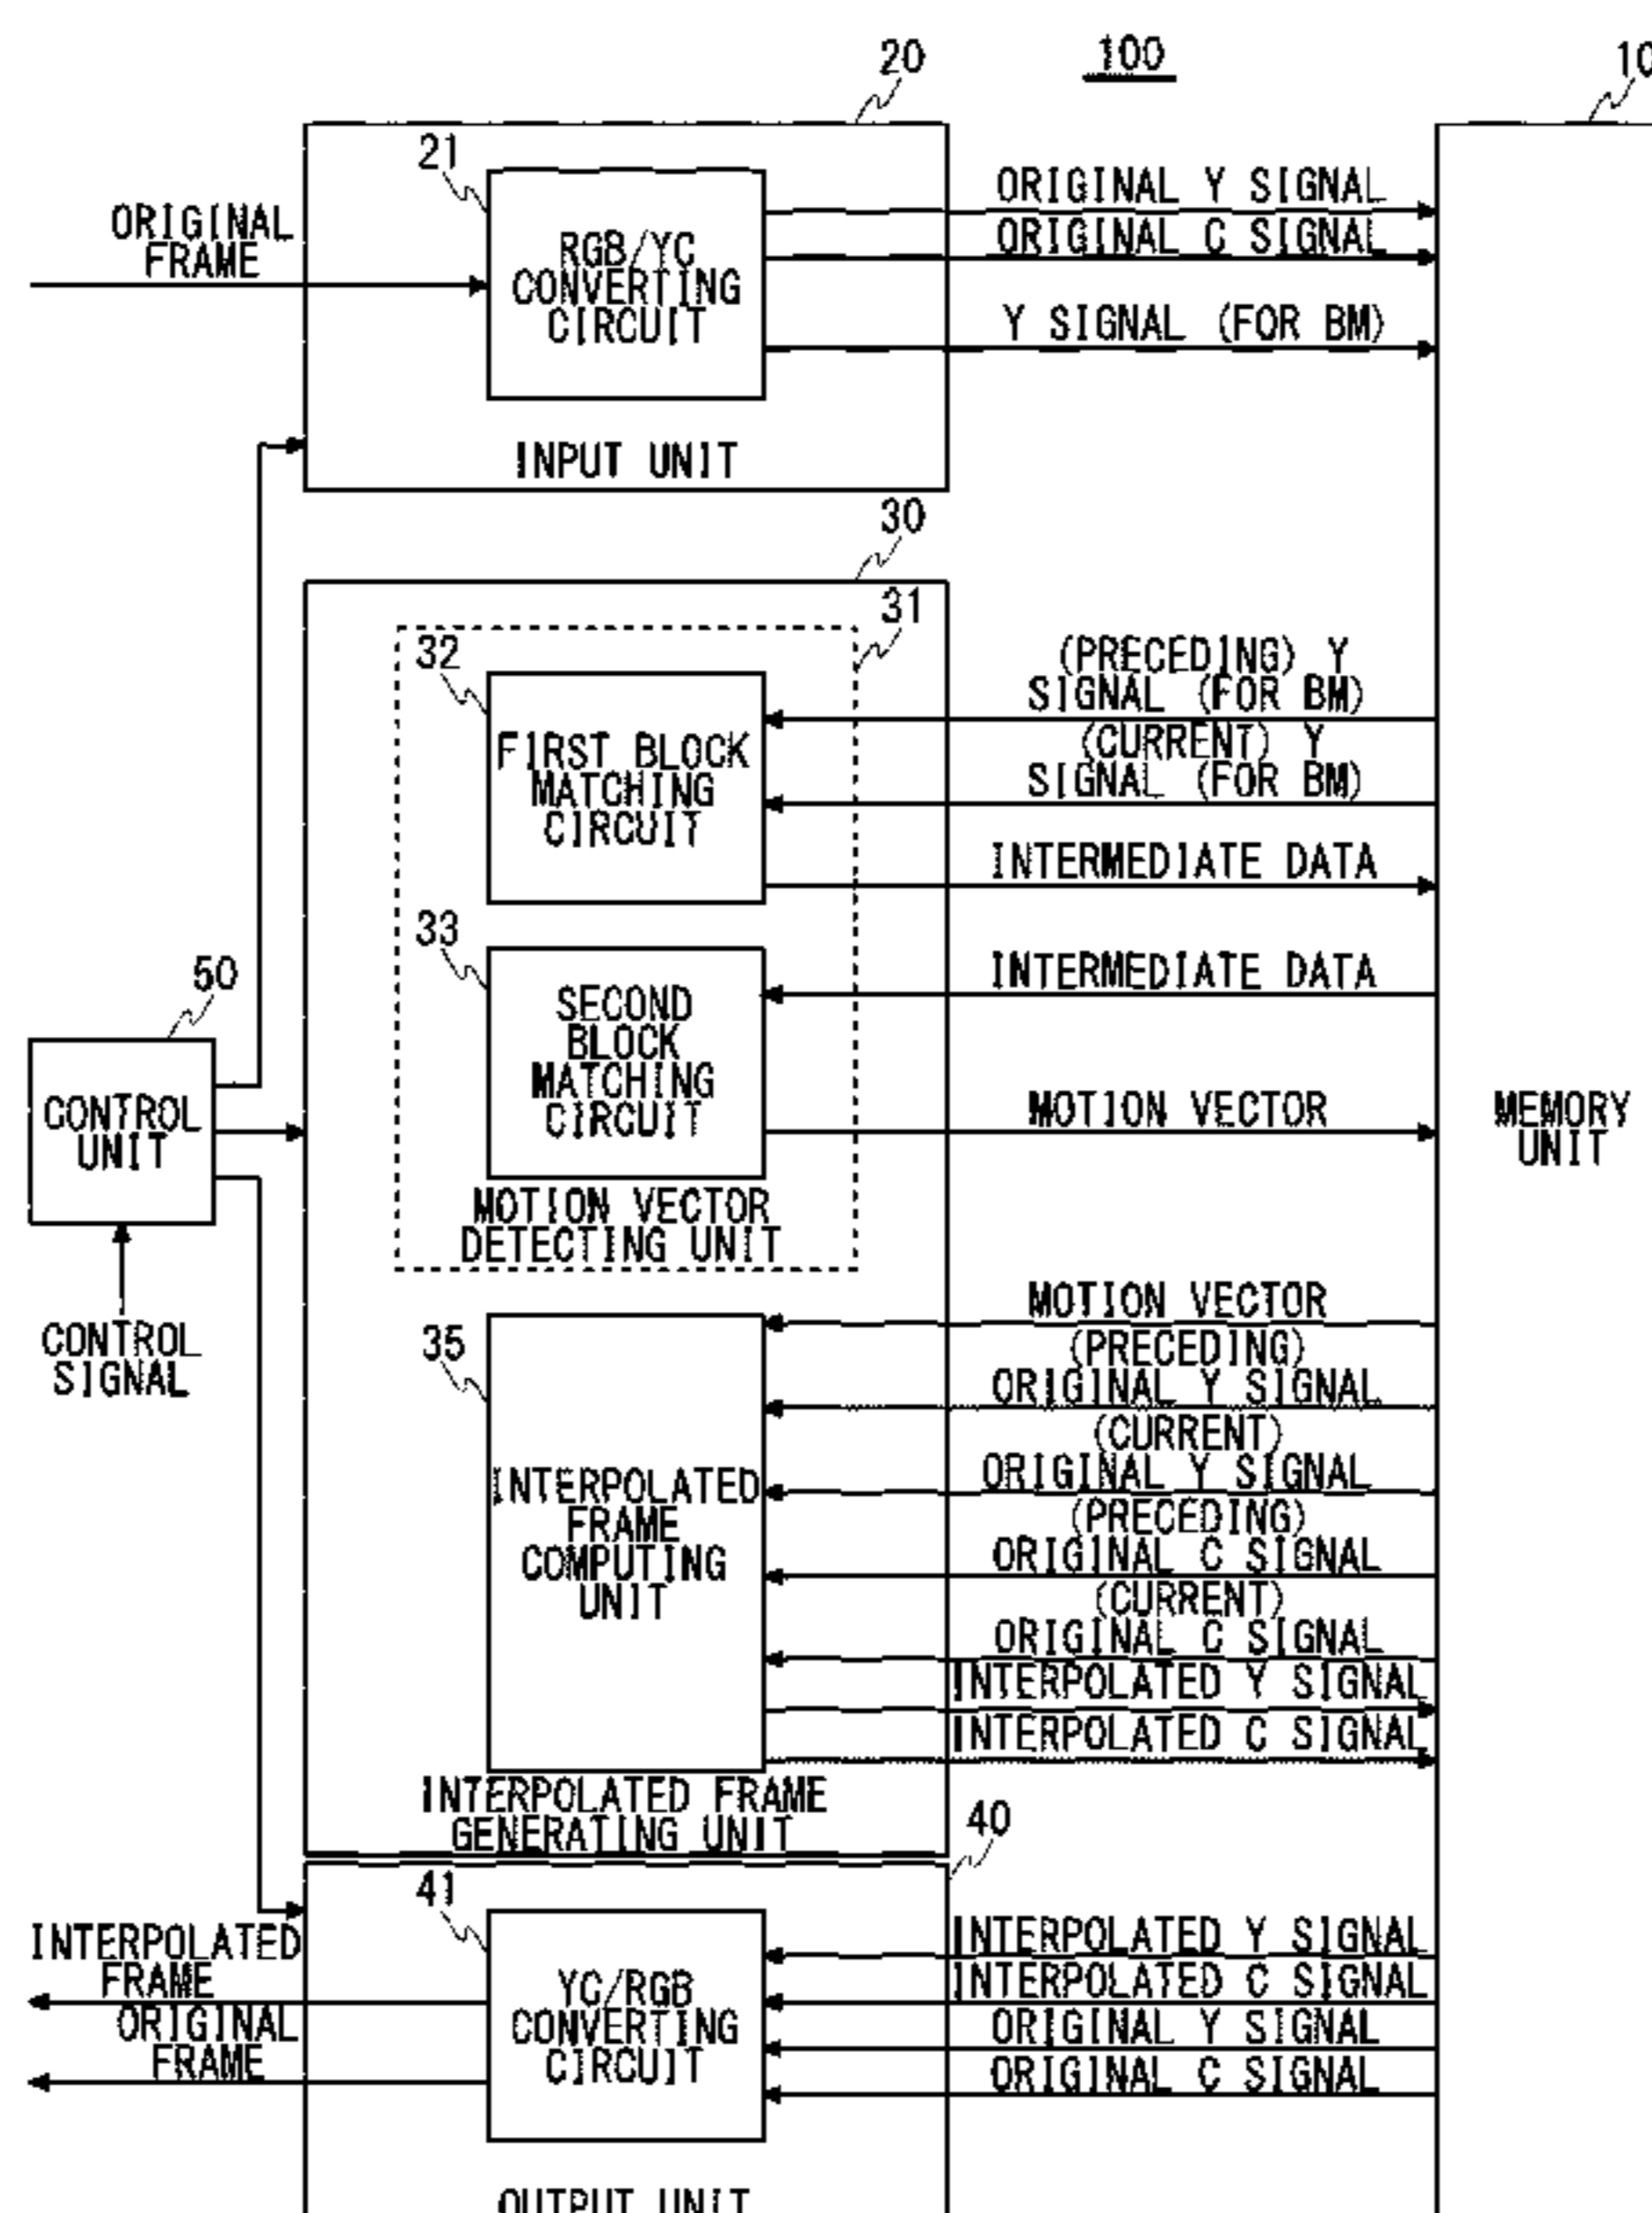 20
100
10
21
ORIGINAL
FRAME
RGB/YC
CONVERTING
CIRCUIT
ORIGINAL Y SIGNAL
ORIGINAL C SIGNAL
Y SIGNAL (FOR BM)
INPUT UNIT
30
31
32
FIRST BLOCK
MATCHING
CIRCUIT
(PRECEDING) Y
SIGNAL (FOR BM)
(CURRENT) Y
SIGNAL (FOR BM)
INTERMEDIATE DATA
33
SECOND
BLOCK
MATCHING
CIRCUIT
INTERMEDIATE DATA
MOTION VECTOR
50
CONTROL
UNIT
MEMORY
UNIT
MOTION VECTOR
DETECTING UNIT
CONTROL
SIGNAL
35
INTERPOLATED
FRAME
COMPUTING
UNIT
MOTION VECTOR
(PRECEDING)
ORIGINAL Y SIGNAL
(CURRENT)
ORIGINAL Y SIGNAL
(PRECEDING)
ORIGINAL C SIGNAL
(CURRENT)
ORIGINAL C SIGNAL
INTERPOLATED Y SIGNAL
INTERPOLATED C SIGNAL
INTERPOLATED FRAME
GENERATING UNIT
40
41
INTERPOLATED
FRAME
ORIGINAL
FRAME
YC/RGB
CONVERTING
CIRCUIT
INTERPOLATED Y SIGNAL
INTERPOLATED C SIGNAL
ORIGINAL Y SIGNAL
ORIGINAL C SIGNAL
OUTPUT UNIT